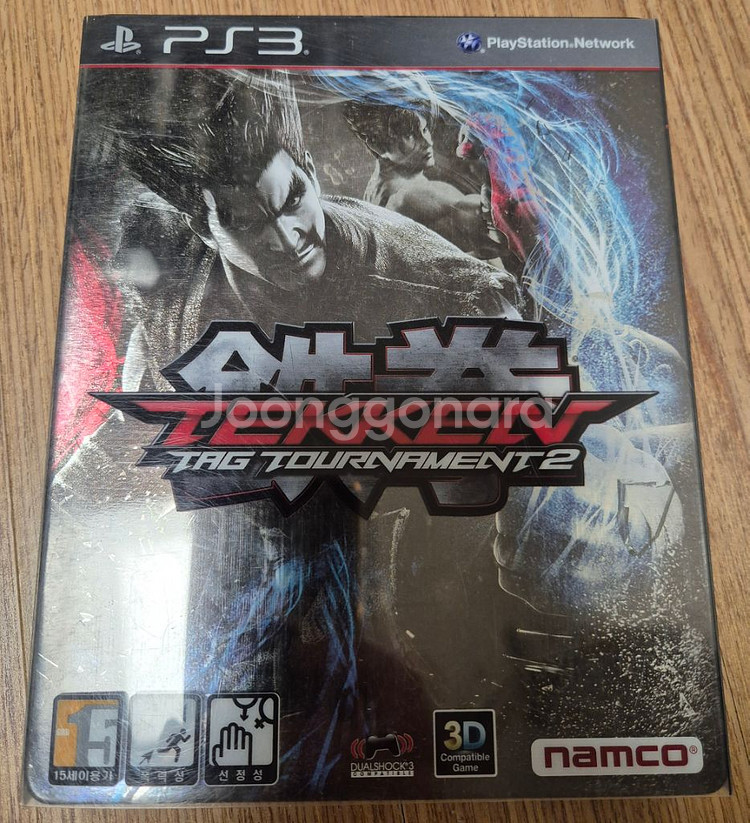 PS3
PlayStation®Network
鉄拳
Joonggonara
TEKKEN
TAG TOURNAMENT 2
15
15세이용가
폭력성
선정성
DUALSHOCK®3
COMPATIBLE
3D
Compatible
Game
namco®